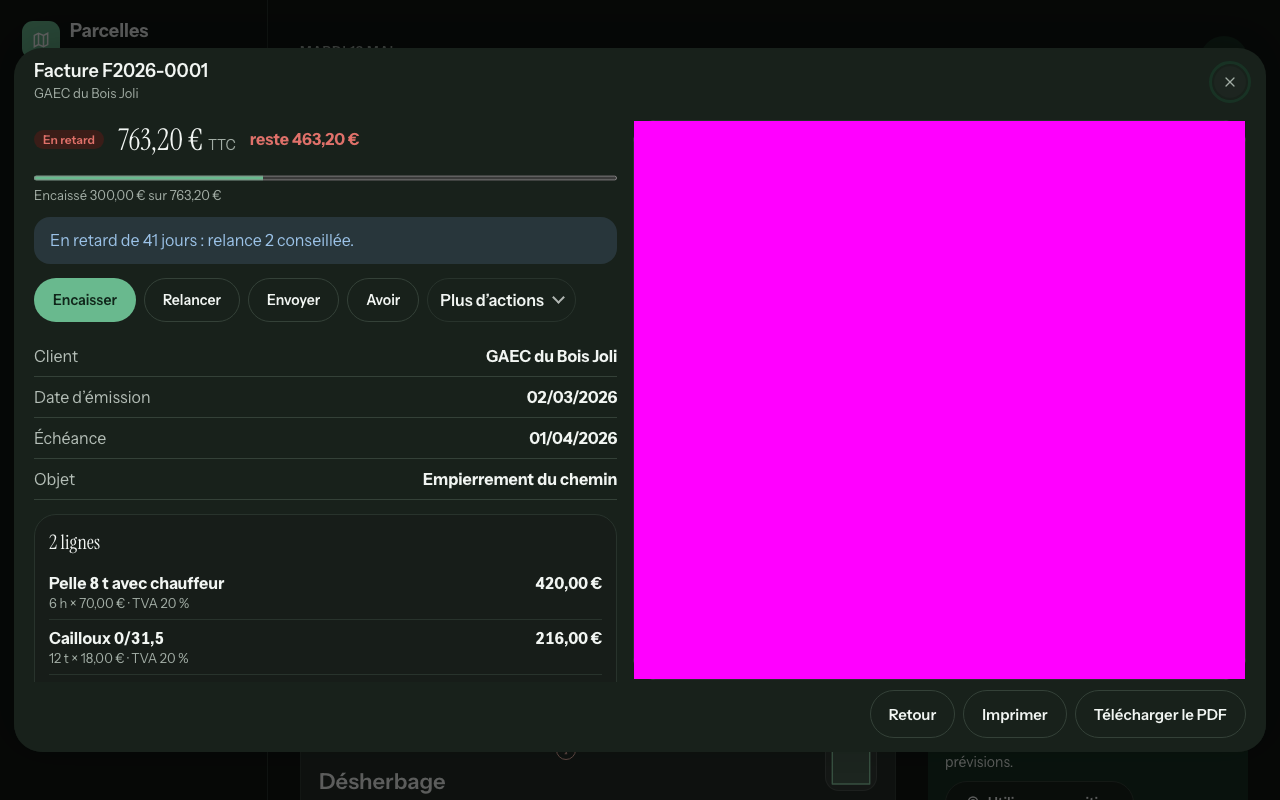 Parcelles
Facture F2026-0001
GAEC du Bois Joli
En retard
763,20 € TTC
reste 463,20 €
Encaissé 300,00 € sur 763,20 €
En retard de 41 jours : relance 2 conseillée.
Encaisser
Relancer
Envoyer
Avoir
Plus d’actions
Client
GAEC du Bois Joli
Date d’émission
02/03/2026
Échéance
01/04/2026
Objet
Empierrement du chemin
2 lignes
Pelle 8 t avec chauffeur
420,00 €
6 h × 70,00 € · TVA 20 %
Cailloux 0/31,5
216,00 €
12 t × 18,00 € · TVA 20 %
Retour
Imprimer
Télécharger le PDF
Désherbage
prévisions.